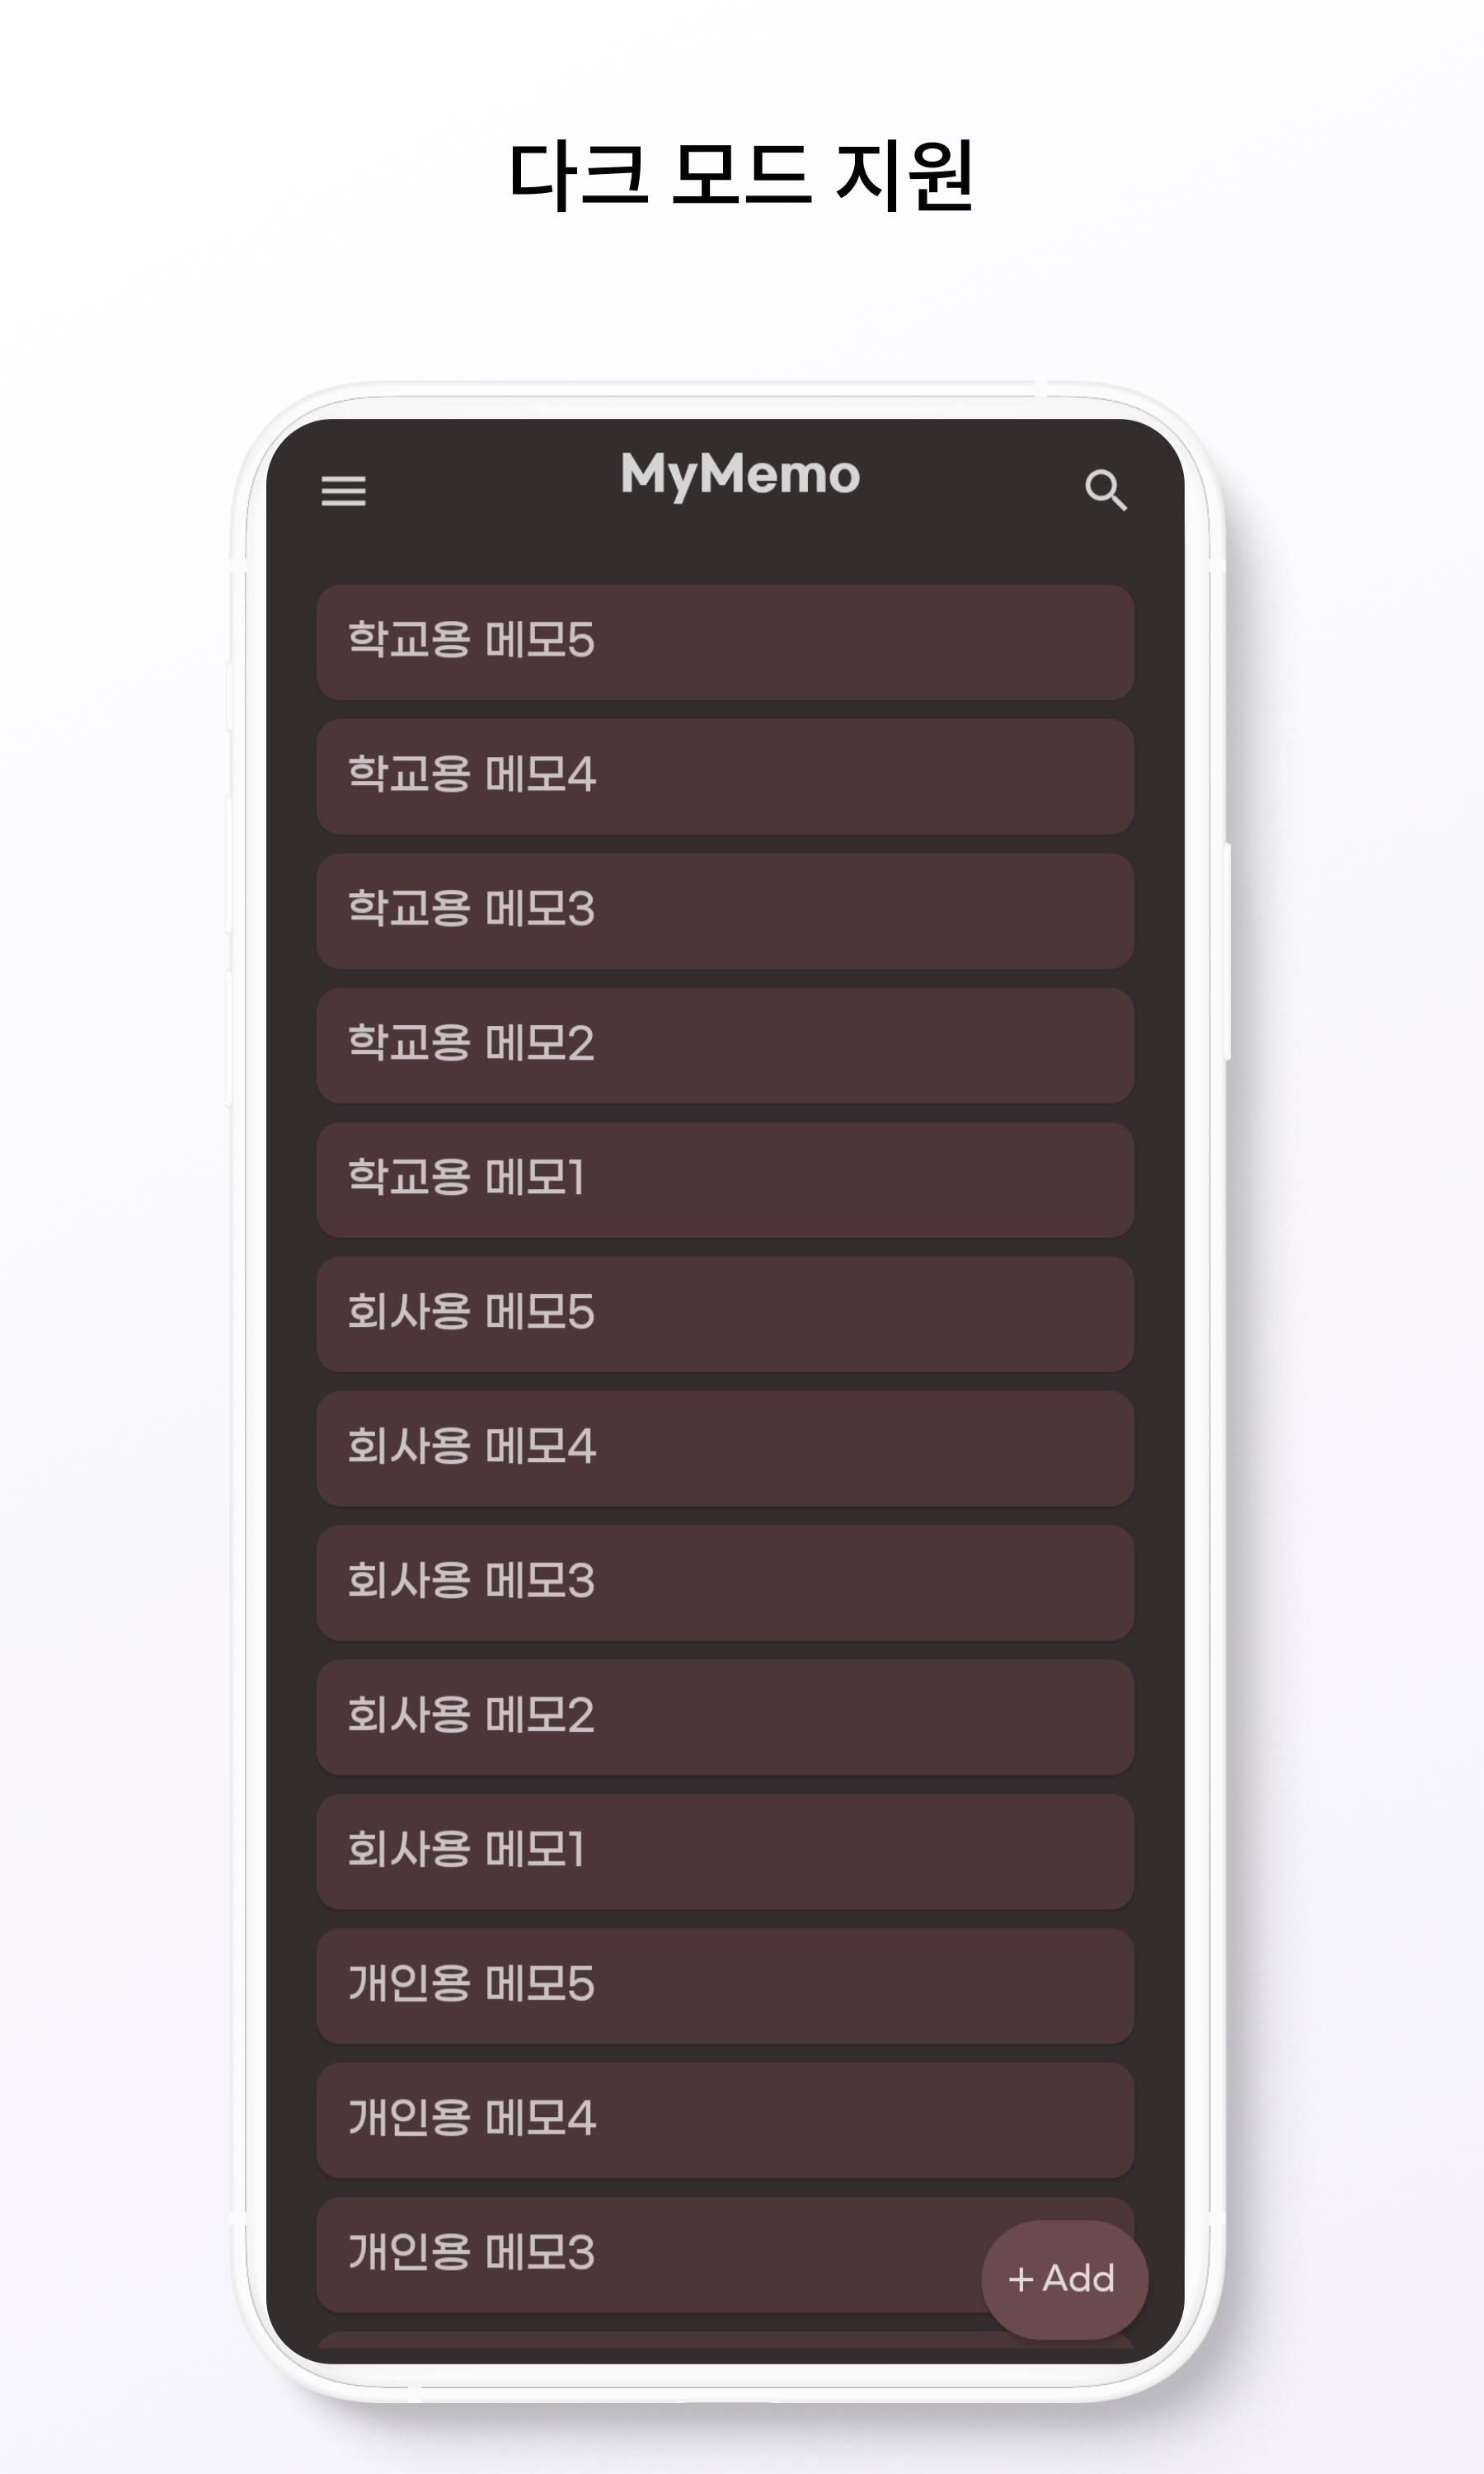 다크 모드 지원
MyMemo
학교용 메모5
학교용 메모4
학교용 메모3
학교용 메모2
학교용 메모1
회사용 메모5
회사용 메모4
회사용 메모3
회사용 메모2
회사용 메모1
개인용 메모5
개인용 메모4
개인용 메모3
+ Add